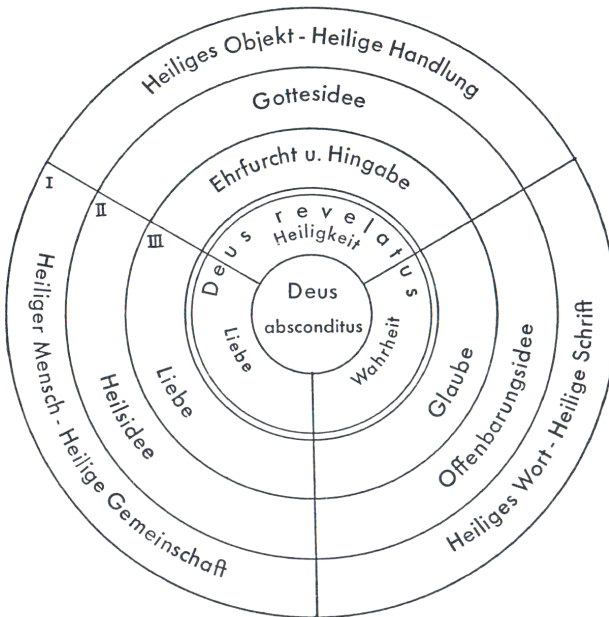 Heiliges Objekt - Heilige Handlung
Gottesidee
Ehrfurcht u. Hingabe
I
II
III
Deus revelatus
Heiligkeit
Deus
absconditus
Liebe
Wahrheit
Liebe
Glaube
Heilsidee
Offenbarungsidee
Heiliger Mensch - Heilige Gemeinschaft
Heiliges Wort - Heilige Schrift